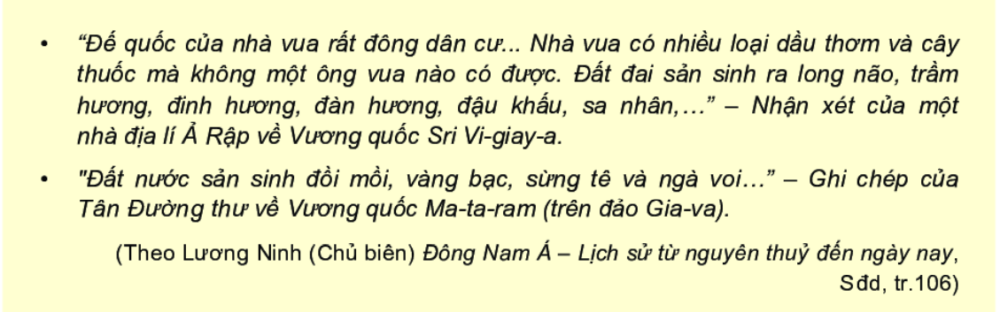 • “Đế quốc của nhà vua rất đông dân cư... Nhà vua có nhiều loại dầu thơm và cây
thuốc mà không một ông vua nào có được. Đất đai sản sinh ra long não, trầm
hương, đinh hương, đàn hương, đậu khấu, sa nhân,…” – Nhận xét của một
nhà địa lí Ả Rập về Vương quốc Sri Vi-giay-a.
• "Đất nước sản sinh đồi mồi, vàng bạc, sừng tê và ngà voi…” – Ghi chép của
Tân Đường thư về Vương quốc Ma-ta-ram (trên đảo Gia-va).
(Theo Lương Ninh (Chủ biên) Đông Nam Á – Lịch sử từ nguyên thuỷ đến ngày nay,
Sđd, tr.106)